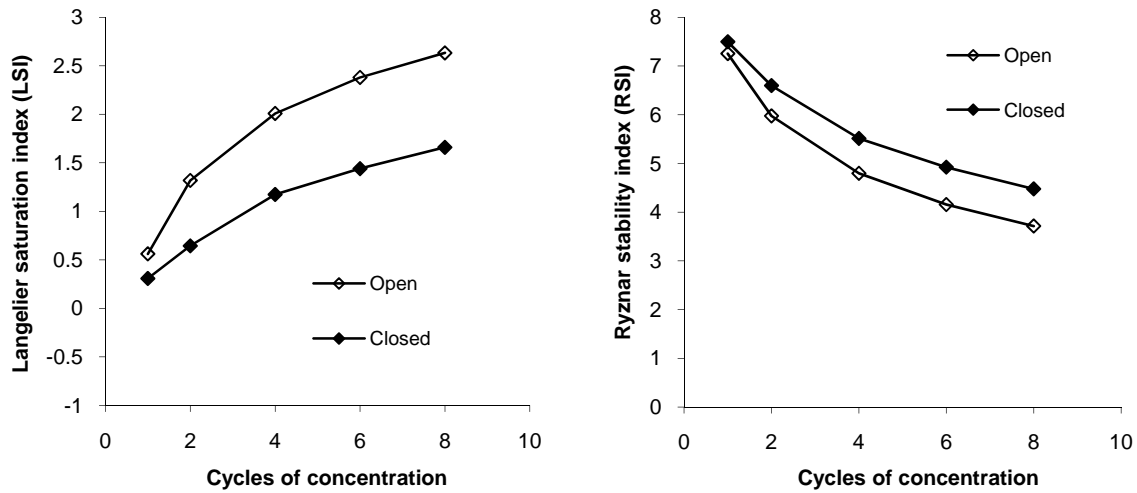 Langelier saturation index (LSI)
3
2.5
2
1.5
1
0.5
0
-0.5
-1
0 2 4 6 8 10
Cycles of concentration
Open
Closed
Ryznar stability index (RSI)
8
7
6
5
4
3
2
1
0
0 2 4 6 8 10
Cycles of concentration
Open
Closed